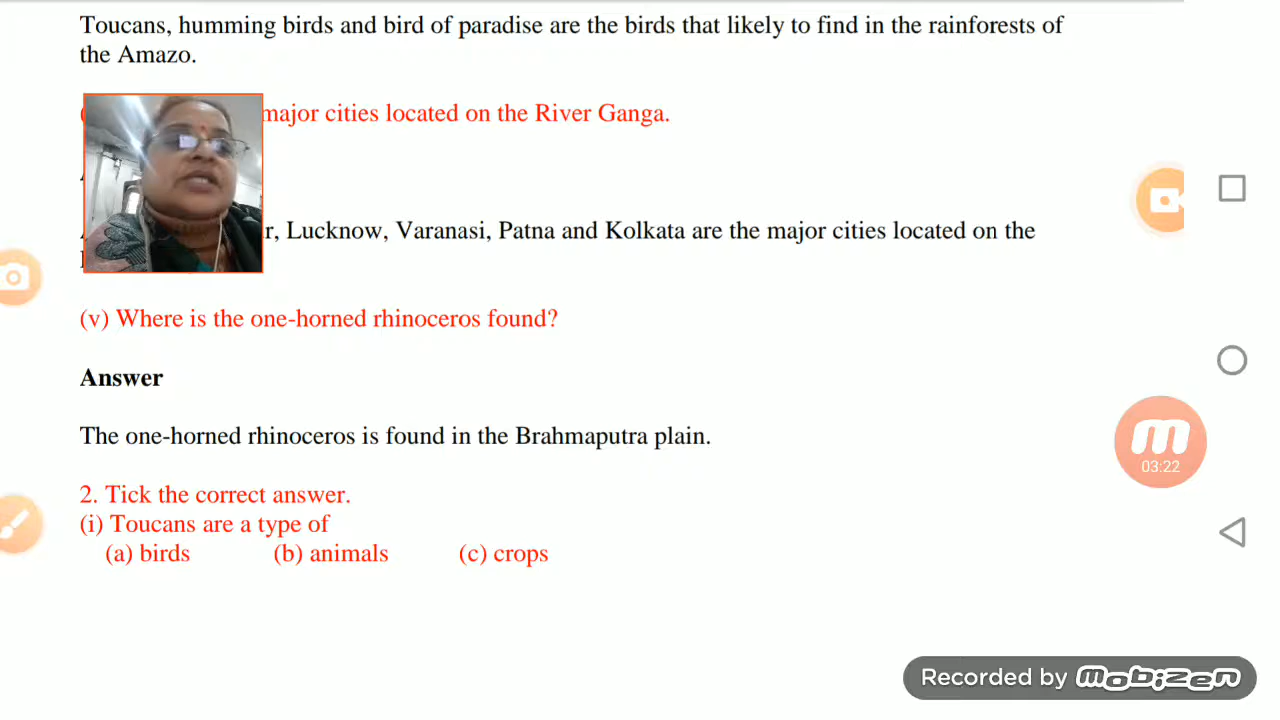 Toucans, humming birds and bird of paradise are the birds that likely to find in the rainforests of
the Amazo.
major cities located on the River Ganga.
r, Lucknow, Varanasi, Patna and Kolkata are the major cities located on the
(v) Where is the one-horned rhinoceros found?
Answer
The one-horned rhinoceros is found in the Brahmaputra plain.
03:22
2. Tick the correct answer.
(i) Toucans are a type of
(a) birds (b) animals (c) crops
Recorded by mobizen